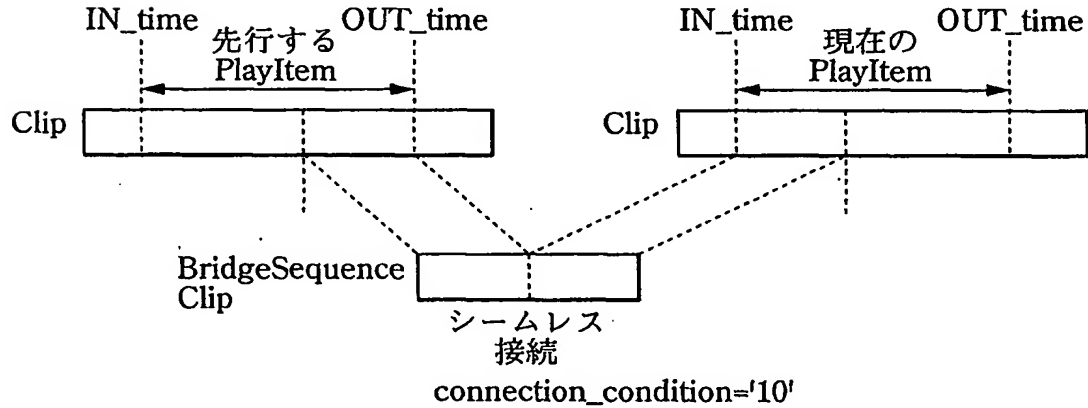 IN_time
OUT_time
IN_time
OUT_time
先行する
PlayItem
現在の
PlayItem
Clip
Clip
BridgeSequence
Clip
シームレス
接続
connection_condition='10'